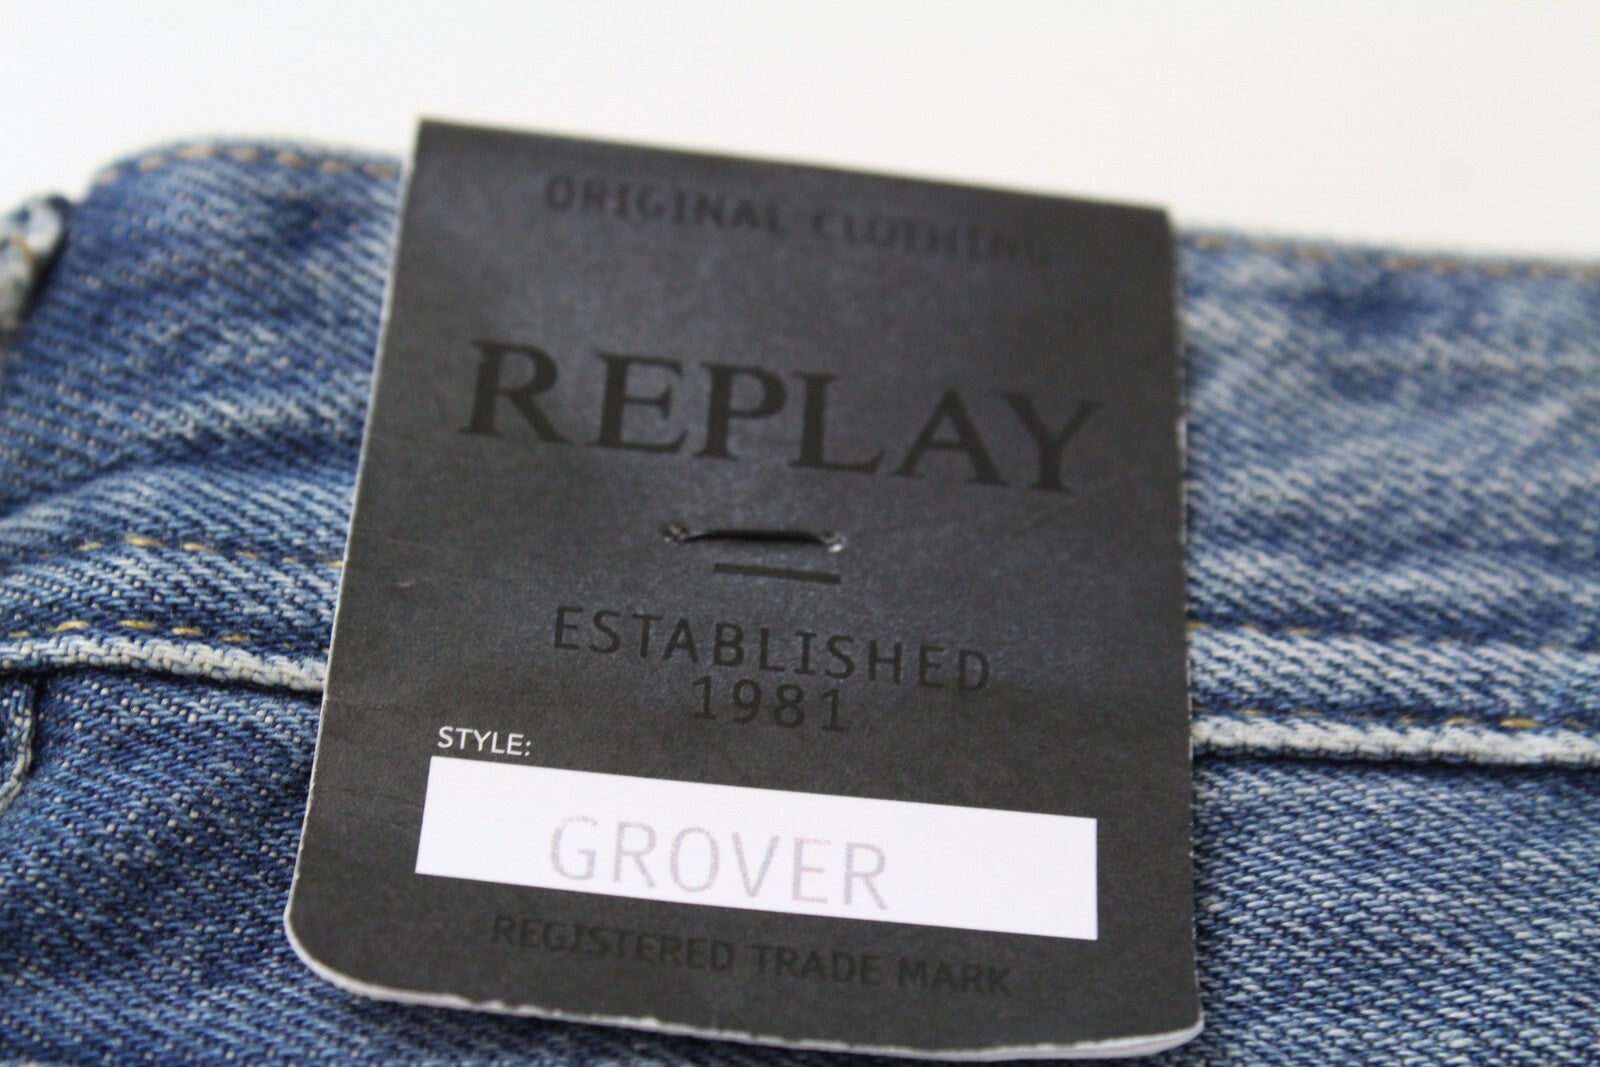 ORIGINAL CLOTHING
REPLAY
ESTABLISHED
1981
STYLE:
GROVER
REGISTERED TRADE MARK